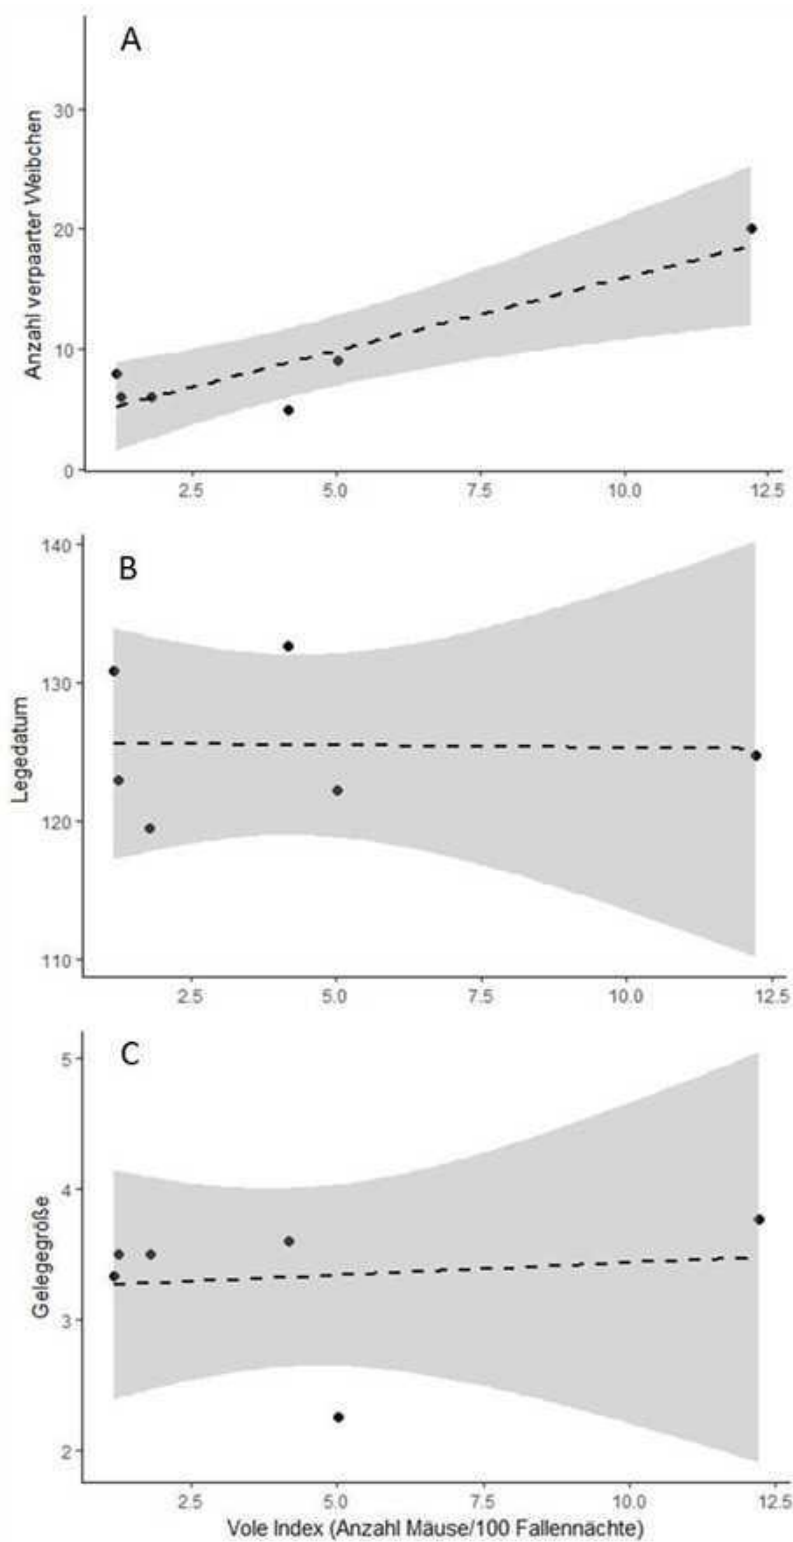 A
Anzahl verpaarter Weibchen
30
20
10
0
2.5 5.0 7.5 10.0 12.5
B
Legedatum
140
130
120
110
2.5 5.0 7.5 10.0 12.5
C
Gelegegröße
5
4
3
2
2.5 5.0 7.5 10.0 12.5
Vole Index (Anzahl Mäuse/100 Fallennächte)